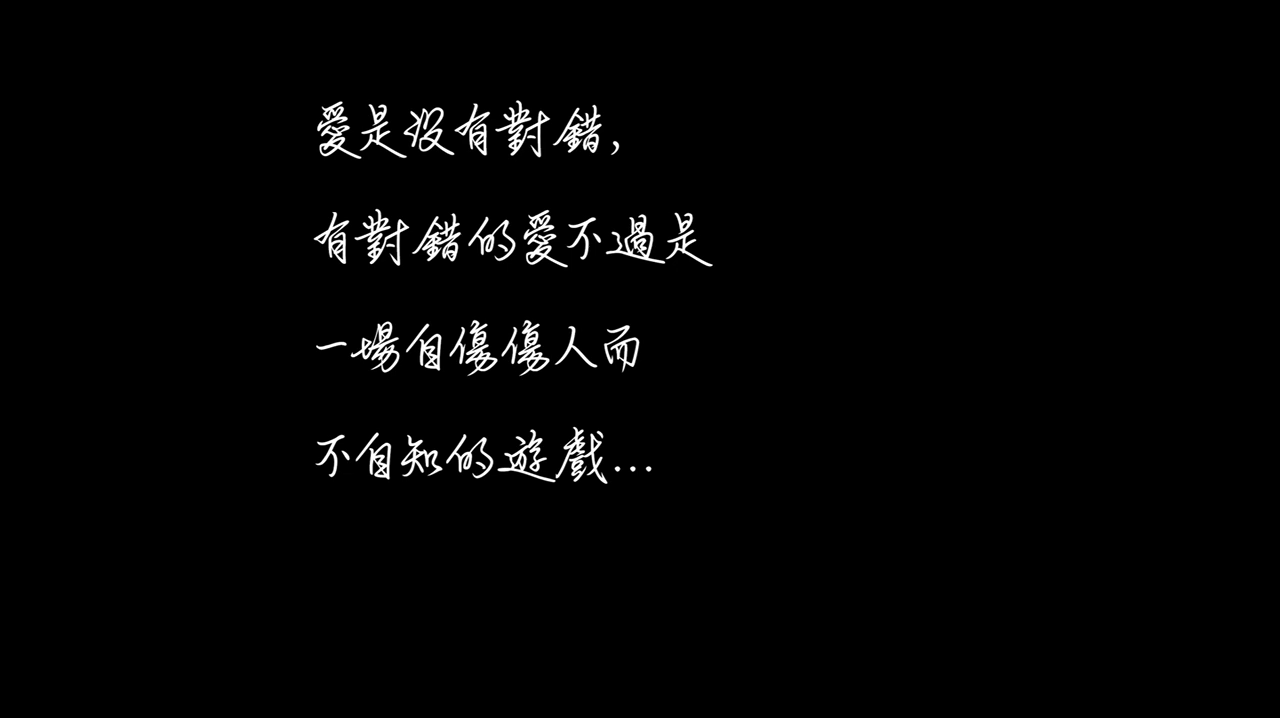 愛是沒有對錯,
有對錯的愛不過是
一場自傷傷人而
不自知的遊戲...